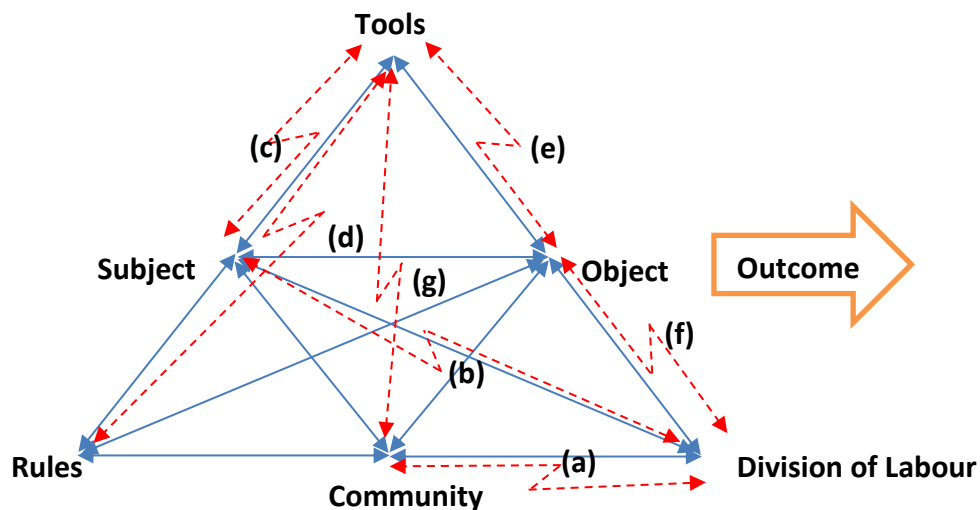 Tools
(c)
(e)
(d)
Subject
(g)
Object
Outcome
(f)
(b)
(a)
Rules
Community
Division of Labour